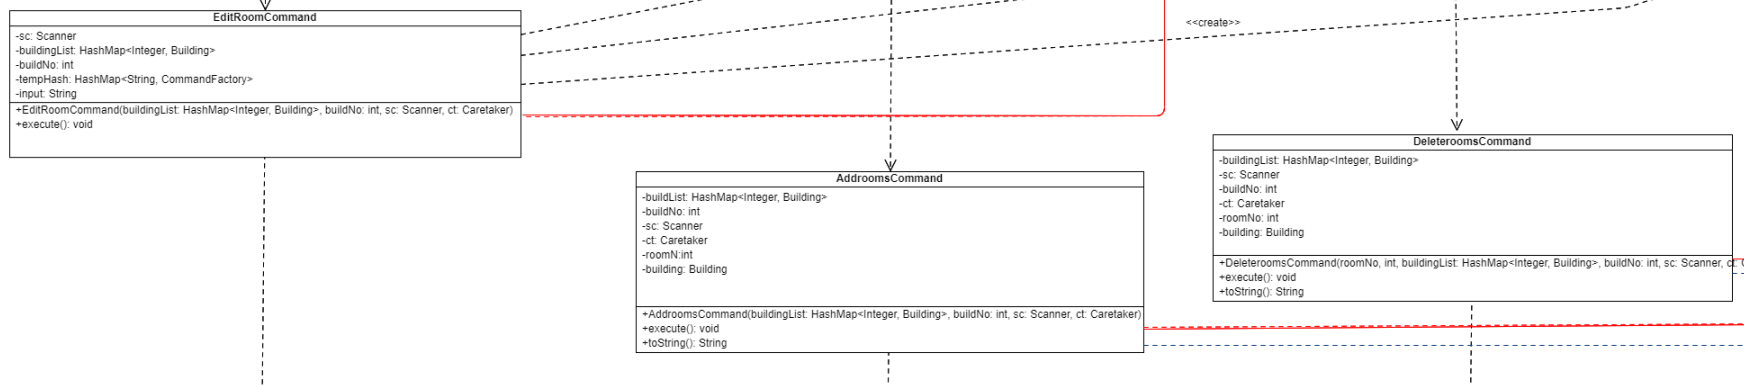 EditRoomCommand
-sc: Scanner
-buildingList: HashMap<Integer, Building>
-buildNo: int
-tempHash: HashMap<String, CommandFactory>
-input: String
+EditRoomCommand(buildingList: HashMap<Integer, Building>, buildNo: int, sc: Scanner, ct: Caretaker)
+execute(): void
<<create>>
AddroomsCommand
-buildList: HashMap<Integer, Building>
-buildNo: int
-sc: Scanner
-ct: Caretaker
-roomN:int
-building: Building
+AddroomsCommand(buildingList: HashMap<Integer, Building>, buildNo: int, sc: Scanner, ct: Caretaker)
+execute(): void
+toString(): String
DeleteroomsCommand
-buildingList: HashMap<Integer, Building>
-sc: Scanner
-buildNo: int
-ct: Caretaker
-roomNo: int
-building: Building
+DeleteroomsCommand(roomNo, int, buildingList: HashMap<Integer, Building>, buildNo: int, sc: Scanner, ct:
+execute(): void
+toString(): String